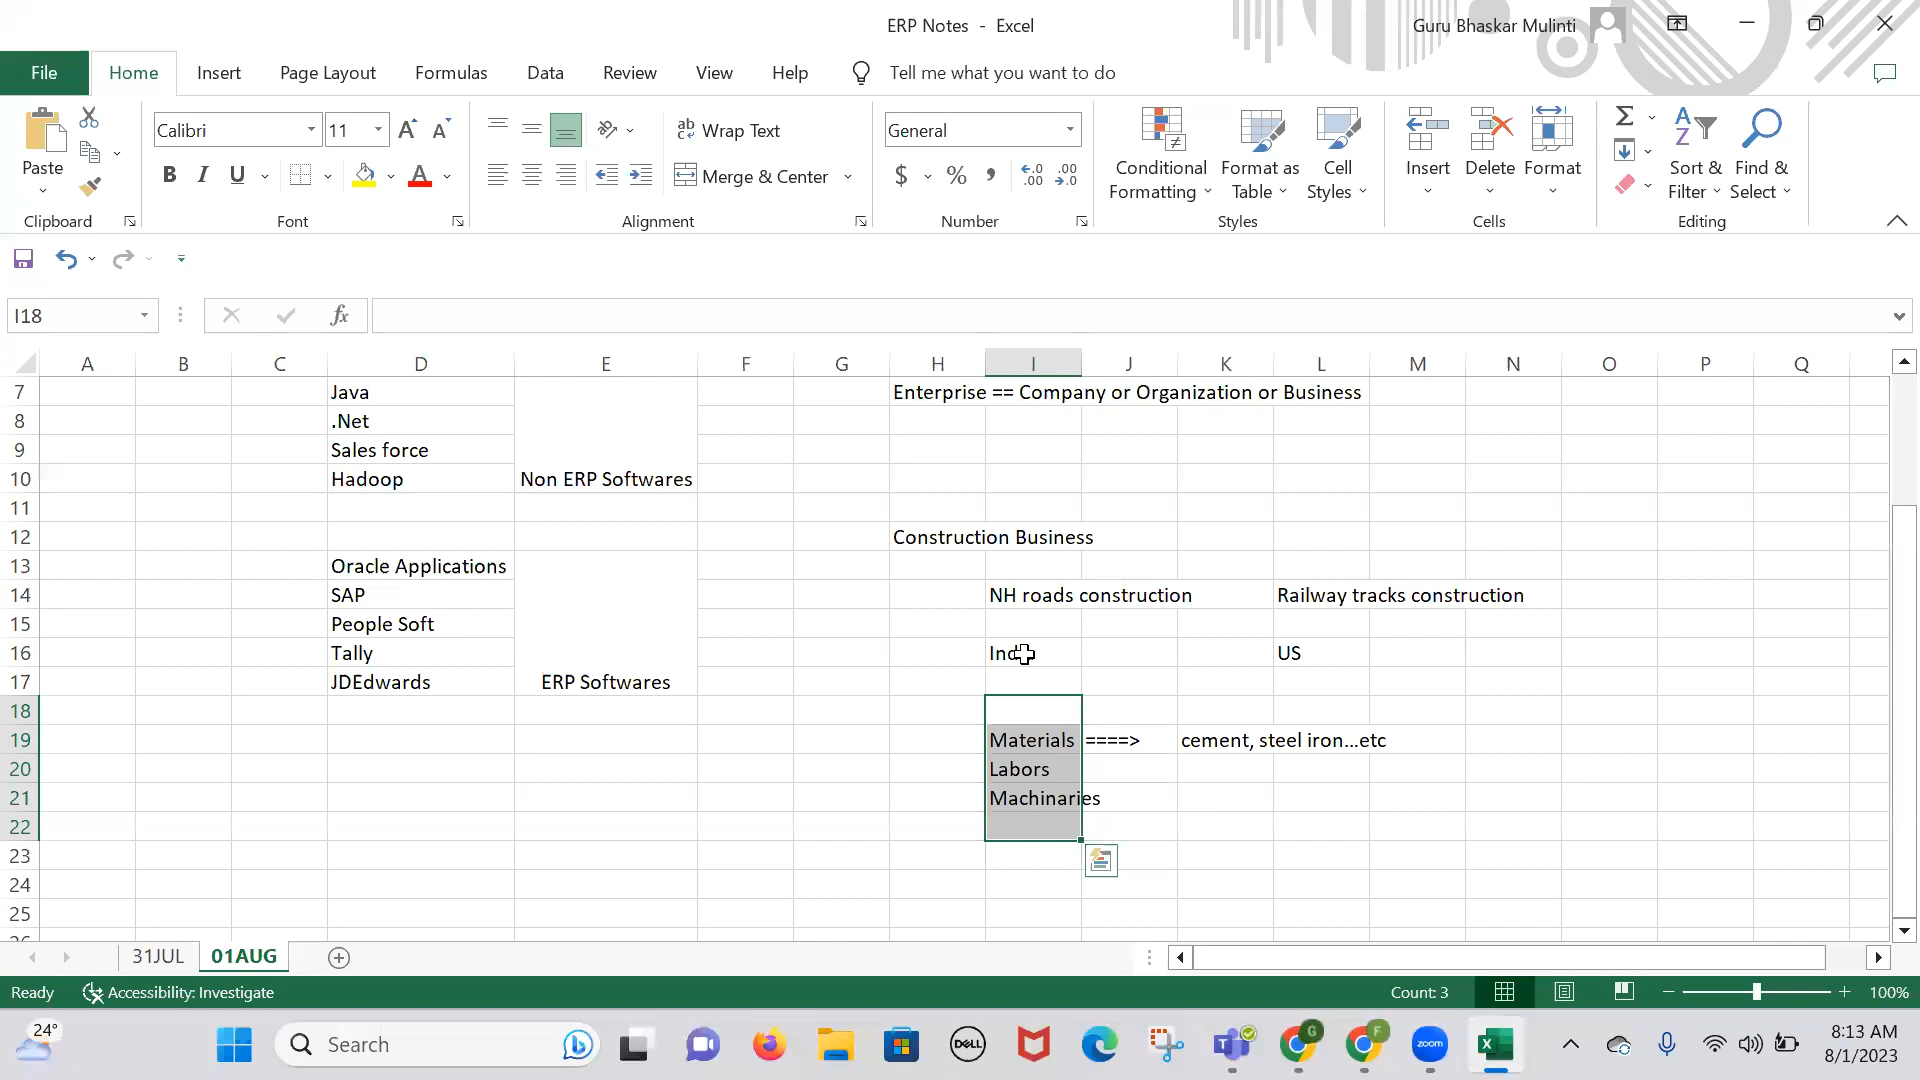 ERP Notes - Excel
Guru Bhaskar Mulinti
File Home Insert Page Layout Formulas Data Review View Help Tell me what you want to do
Calibri 11
Wrap Text
General
Paste
B I U
Merge & Center
$ % ,
Conditional Formatting
Format as Table
Cell Styles
Insert Delete Format
Sort & Filter
Find & Select
Clipboard Font Alignment Number Styles Cells Editing
I18
fx
A B C D E F G H I J K L M N O P Q
7 Java Enterprise == Company or Organization or Business
8 .Net
9 Sales force
10 Hadoop Non ERP Softwares
11
12 Construction Business
13 Oracle Applications
14 SAP NH roads construction Railway tracks construction
15 People Soft
16 Tally US
17 JDEdwards ERP Softwares
18
19 Materials ====> cement, steel iron...etc
20 Labors
21 Machinaries
22
23
24
25
31JUL 01AUG
Ready Accessibility: Investigate Count: 3 100%
24°
Search
DELL
zoom
G
F
8:13 AM
8/1/2023